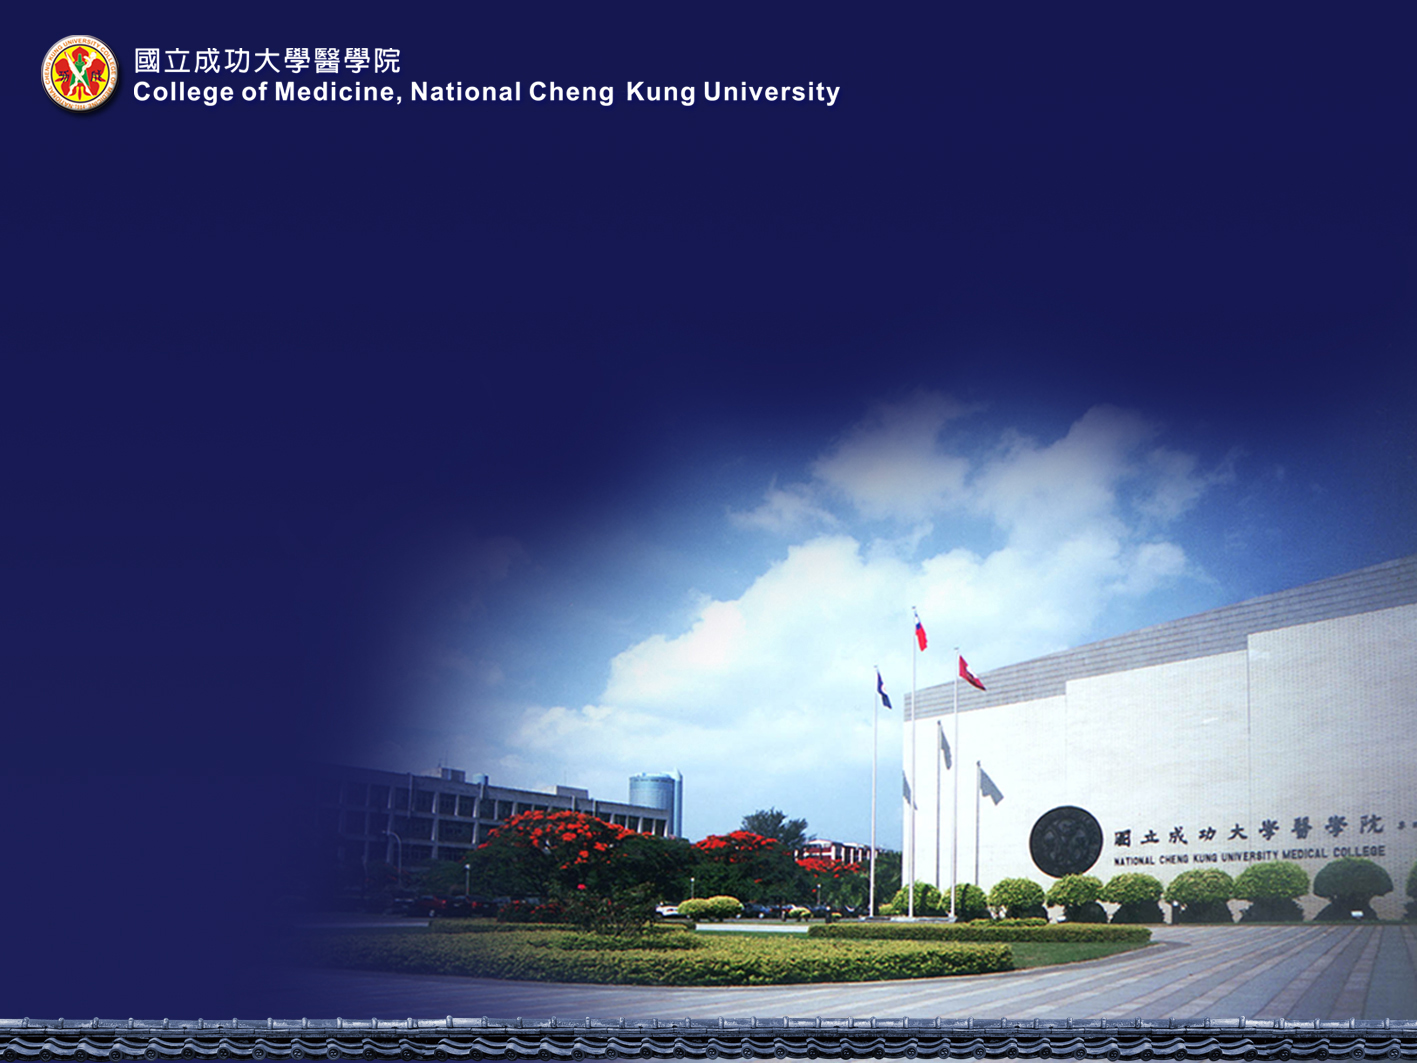 國立成功大學醫學院
College of Medicine, National Cheng Kung University
國立成功大學醫學院
NATIONAL CHENG KUNG UNIVERSITY MEDICAL COLLEGE